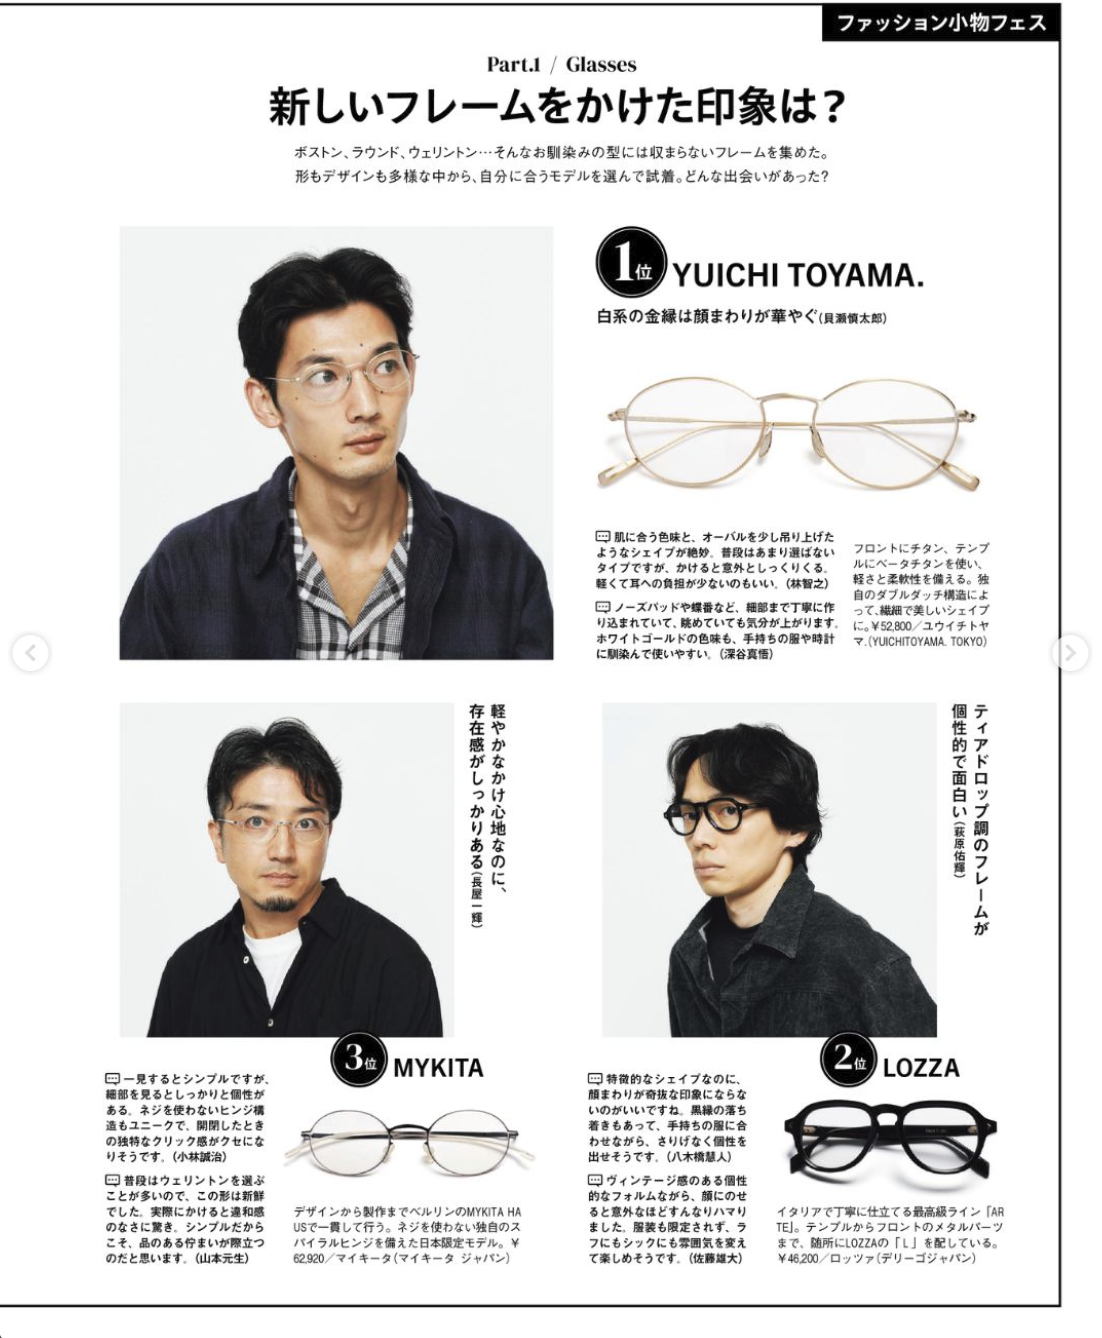 ファッション小物フェス
Part.1 / Glasses
新しいフレームをかけた印象は？
ボストン、ラウンド、ウェリントン…そんなお馴染みの型には収まらないフレームを集めた。
形もデザインも多様な中から、自分に合うモデルを選んで試着。どんな出会いがあった？
1位 YUICHI TOYAMA.
白系の金縁は顔まわりが華やぐ(貝瀬慎太郎)
肌に合う色味と、オーバルを少し吊り上げた
ようなシェイプが絶妙。普段はあまり選ばない
タイプですが、かけると意外としっくりくる。
軽くて耳への負担が少ないのもいい。(林智之)
ノーズパッドや蝶番など、細部まで丁寧に作
り込まれていて、眺めていても気分が上がります。
ホワイトゴールドの色味も、手持ちの服や時計
に馴染んで使いやすい。(深谷真悟)
フロントにチタン、テンプ
ルにベータチタンを使い、
軽さと柔軟性を備える。独
自のダブルダッチ構造によ
って、繊細で美しいシェイプ
に。￥52,800／ユウイチトヤ
マ.(YUICHITOYAMA. TOKYO)
軽やかなかけ心地なのに、
存在感がしっかりある(長屋一輝)
3位 MYKITA
一見するとシンプルですが、
細部を見るとしっかりと個性が
ある。ネジを使わないヒンジ構
造もユニークで、開閉したとき
の独特なクリック感がクセにな
りそうです。(小林誠治)
普段はウェリントンを選ぶ
ことが多いので、この形は新鮮
でした。実際にかけると違和感
のなさに驚き。シンプルだから
こそ、品のある佇まいが際立つ
のだと思います。(山本元生)
デザインから製作までベルリンのMYKITA HA
USで一貫して行う。ネジを使わない独自のス
パイラルヒンジを備えた日本限定モデル。￥
62,920／マイキータ(マイキータ ジャパン)
ティアドロップ調のフレームが
個性的で面白い(萩原佑輝)
2位 LOZZA
特徴的なシェイプなのに、
顔まわりが奇抜な印象にならな
いのがいいですね。黒縁の落ち
着きもあって、手持ちの服に合
わせながら、さりげなく個性を
出せそうです。(八木橋慧人)
ヴィンテージ感のある個性
的なフォルムながら、顔にのせ
ると意外なほどすんなりハマり
ました。服装も限定されず、ラ
フにもシックにも雰囲気を変え
て楽しめそうです。(佐藤雄大)
イタリアで丁寧に仕立てる最高級ライン「AR
TE」。テンプルからフロントのメタルパーツ
まで、随所にLOZZAの「L」を配している。
￥46,200／ロッツァ(デリーゴジャパン)